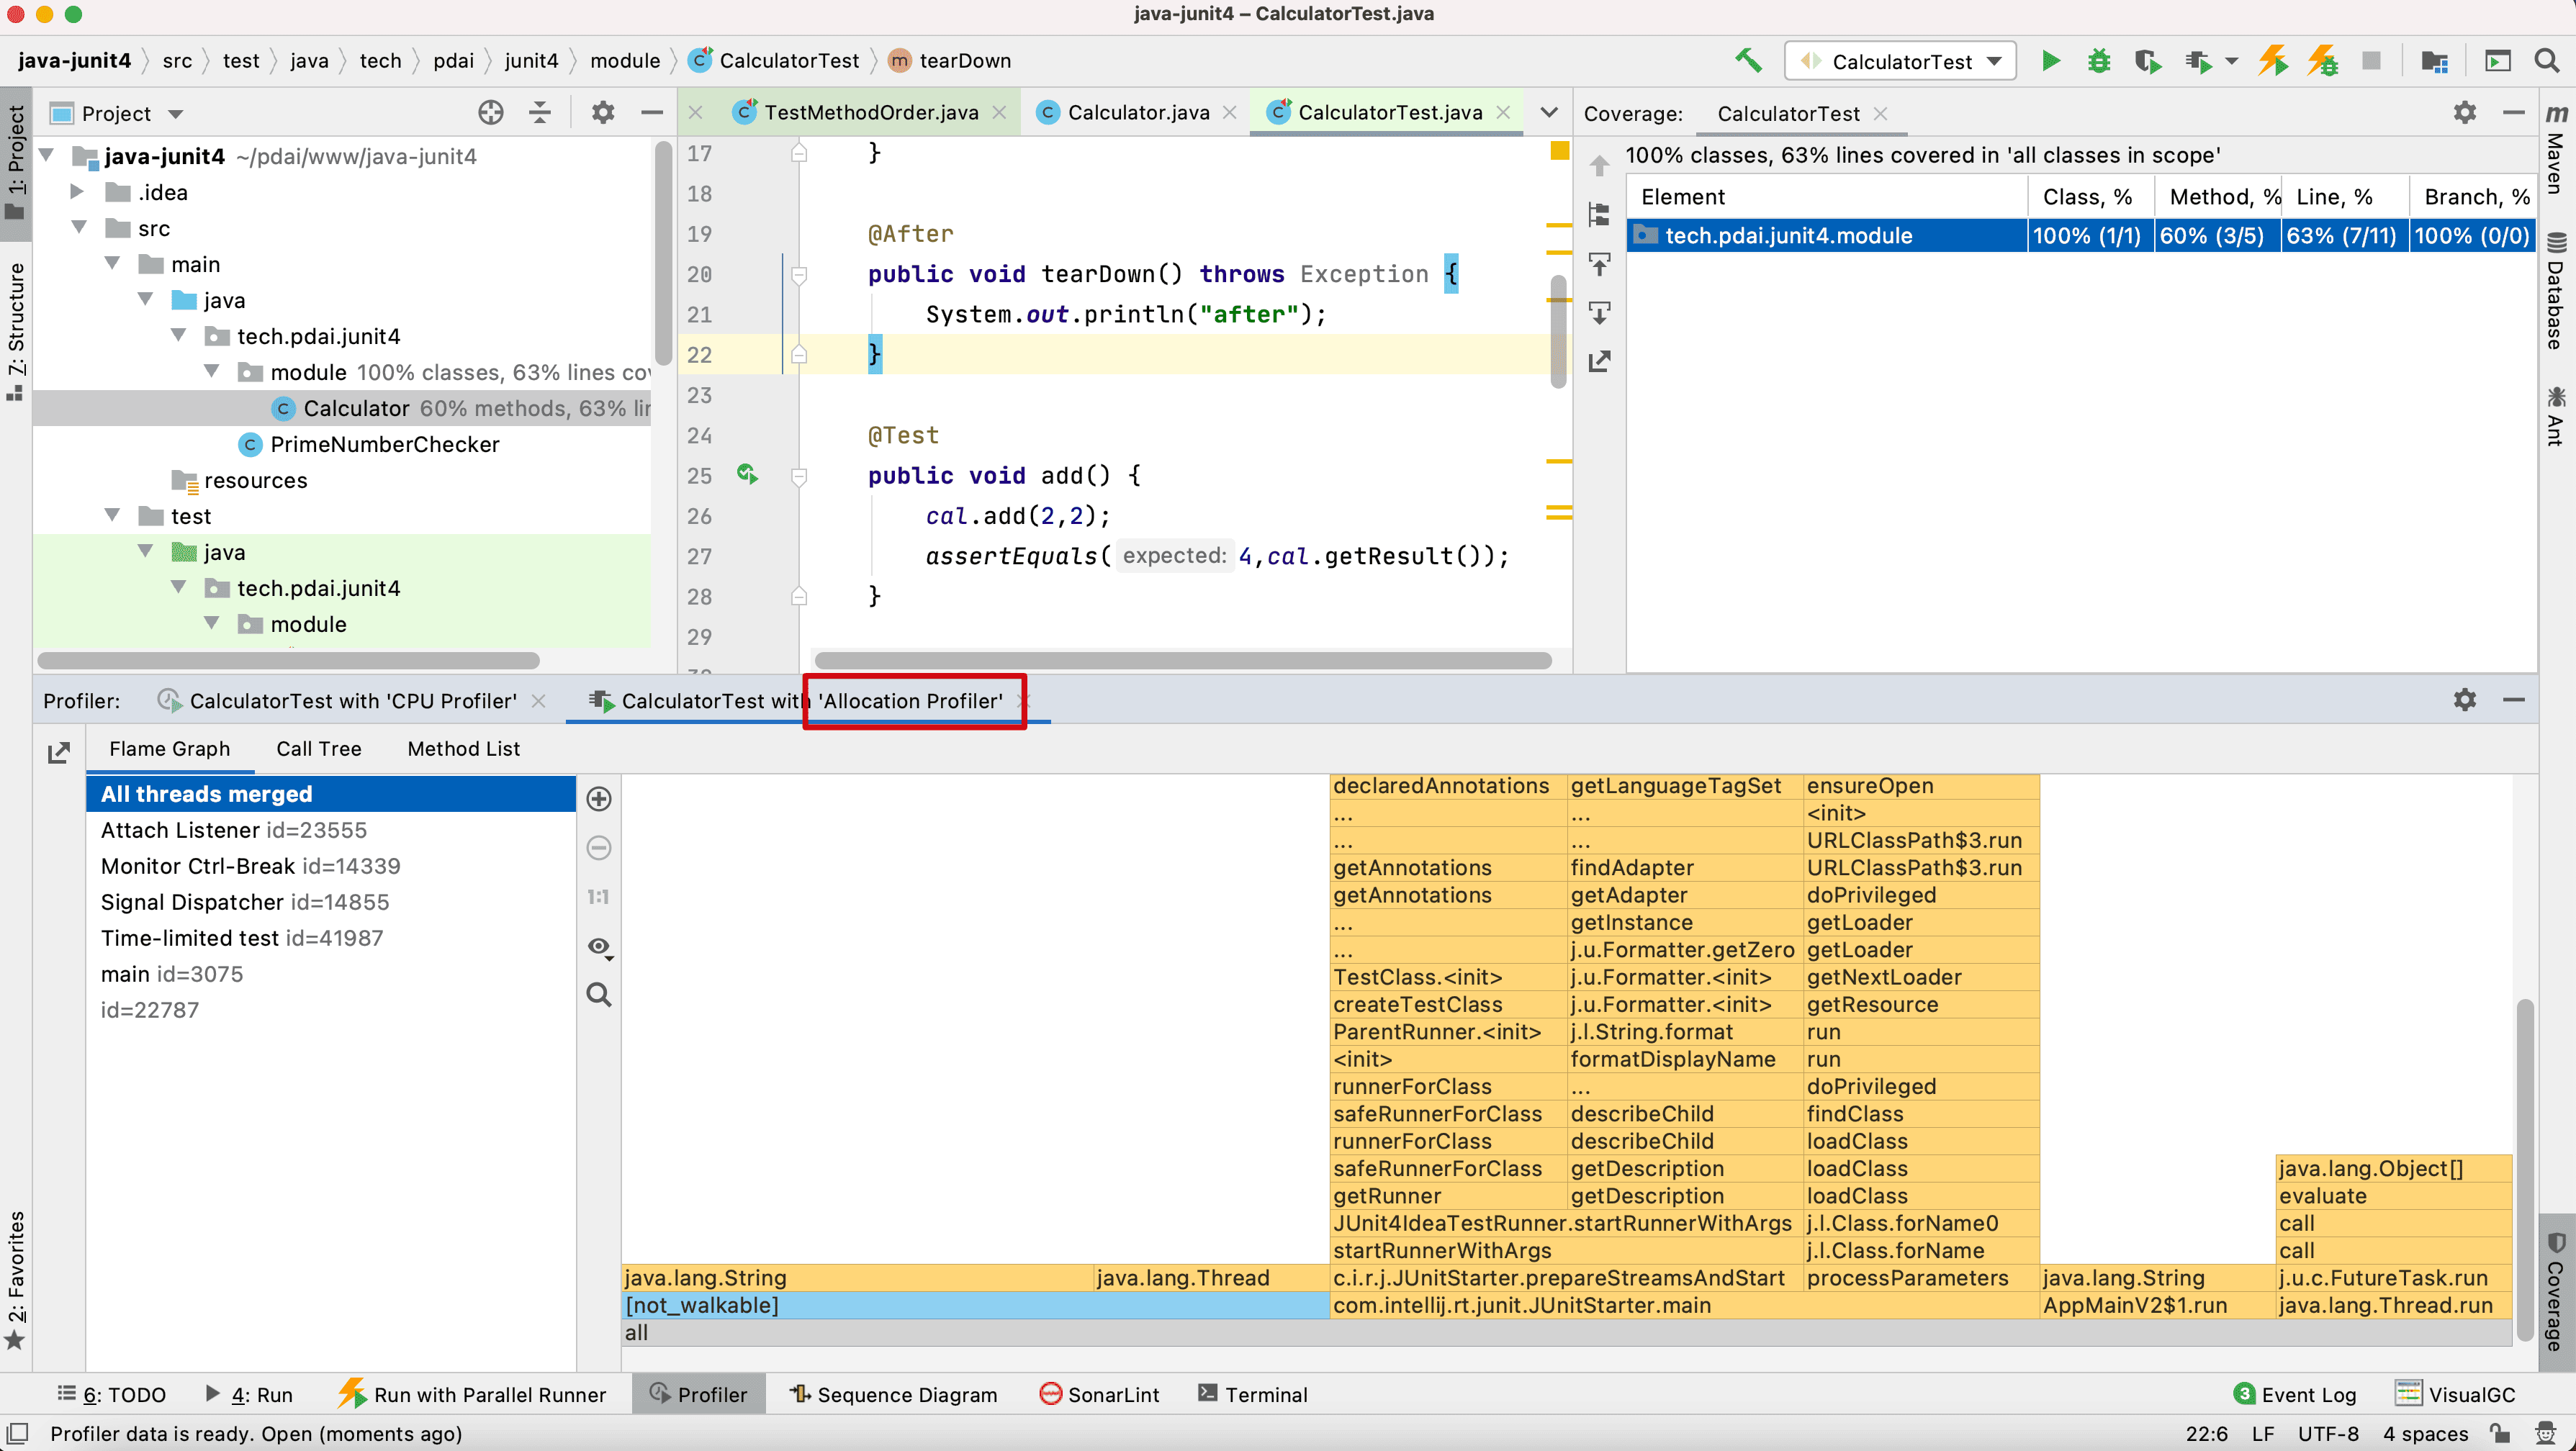 java-junit4 – CalculatorTest.java
java-junit4 src test java tech pdai junit4 module CalculatorTest tearDown
CalculatorTest
Project
TestMethodOrder.java Calculator.java CalculatorTest.java
Coverage: CalculatorTest
1: Project
7: Structure
2: Favorites
java-junit4 ~/pdai/www/java-junit4
.idea
src
main
java
tech.pdai.junit4
module 100% classes, 63% lines cov
Calculator 60% methods, 63% lin
PrimeNumberChecker
resources
test
java
tech.pdai.junit4
module
17 }
18
19 @After
20 public void tearDown() throws Exception {
21 System.out.println("after");
22 }
23
24 @Test
25 public void add() {
26 cal.add(2,2);
27 assertEquals( expected: 4,cal.getResult());
28 }
29
100% classes, 63% lines covered in 'all classes in scope'
Element Class, % Method, % Line, % Branch, %
tech.pdai.junit4.module 100% (1/1) 60% (3/5) 63% (7/11) 100% (0/0)
Maven
Database
Ant
Coverage
Profiler: CalculatorTest with 'CPU Profiler' CalculatorTest with 'Allocation Profiler'
Flame Graph Call Tree Method List
All threads merged
Attach Listener id=23555
Monitor Ctrl-Break id=14339
Signal Dispatcher id=14855
Time-limited test id=41987
main id=3075
id=22787
1:1
declaredAnnotations getLanguageTagSet ensureOpen
... ... <init>
... ... URLClassPath$3.run
getAnnotations findAdapter URLClassPath$3.run
getAnnotations getAdapter doPrivileged
... getInstance getLoader
... j.u.Formatter.getZero getLoader
TestClass.<init> j.u.Formatter.<init> getNextLoader
createTestClass j.u.Formatter.<init> getResource
ParentRunner.<init> j.l.String.format run
<init> formatDisplayName run
runnerForClass ... doPrivileged
safeRunnerForClass describeChild findClass
runnerForClass describeChild loadClass
safeRunnerForClass getDescription loadClass java.lang.Object[]
getRunner getDescription loadClass evaluate
JUnit4IdeaTestRunner.startRunnerWithArgs j.l.Class.forName0 call
startRunnerWithArgs j.l.Class.forName call
java.lang.String java.lang.Thread c.i.r.j.JUnitStarter.prepareStreamsAndStart processParameters java.lang.String j.u.c.FutureTask.run
[not_walkable] com.intellij.rt.junit.JUnitStarter.main AppMainV2$1.run java.lang.Thread.run
all
6: TODO 4: Run Run with Parallel Runner Profiler Sequence Diagram SonarLint Terminal 3 Event Log VisualGC
Profiler data is ready. Open (moments ago) 22:6 LF UTF-8 4 spaces